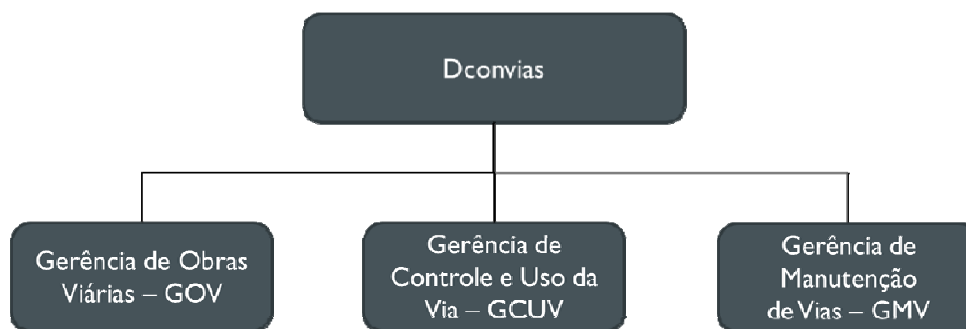 Dconvias
Gerência de Obras
Viárias – GOV
Gerência de
Controle e Uso da
Via – GCUV
Gerência de
Manutenção
de Vias – GMV